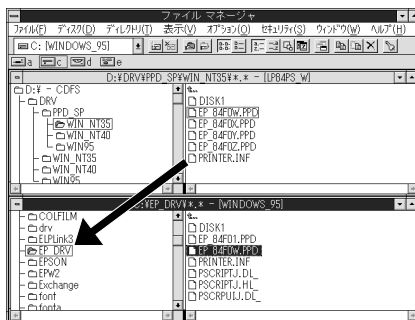 ファイル マネージャ
ファイル(F) ディスク(D) ディレクトリ(T) 表示(V) オプション(O) セキュリティ(S) ウィンドウ(W) ヘルプ(H)
C: [WINDOWS_95]
a c d e
D:¥DRV¥PPD_SP¥WIN_NT35¥*.* - [LP84PS_W]
D:¥ - CDFS
DRV
PPD_SP
WIN_NT35
WIN_NT40
WIN95
WIN_NT35
WIN_NT40
WIN95
DISK1
EP_84F0W.PPD
EP_84F0X.PPD
EP_84F0Y.PPD
EP_84F0Z.PPD
PRINTER.INF
:¥EP_DRV¥*.* - [WINDOWS_95]
COLFILM
drv
ELPLink3
EP_DRV
EPSON
EPW2
Exchange
font
fonta
DISK1
EP_84F01.PPD
EP_84F0W.PPD
PRINTER.INF
PSCRIPTJ.DL_
PSCRIPTJ.HL_
PSCRPUIJ.DL_